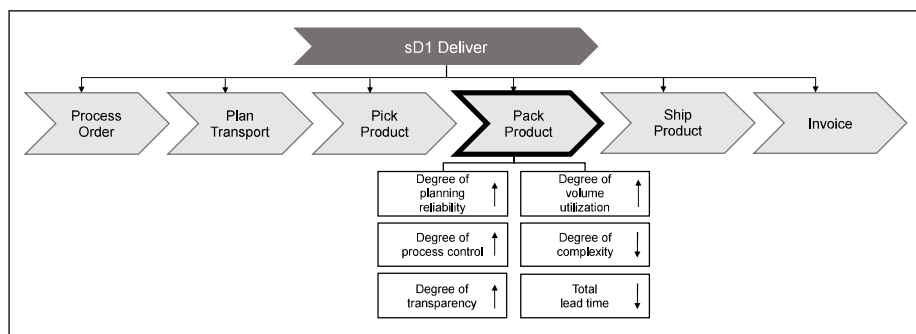 sD1 Deliver
Process
Order
Plan
Transport
Pick
Product
Pack
Product
Ship
Product
Invoice
Degree of
planning
reliability
Degree of
volume
utilization
Degree of
process control
Degree of
complexity
Degree of
transparency
Total
lead time